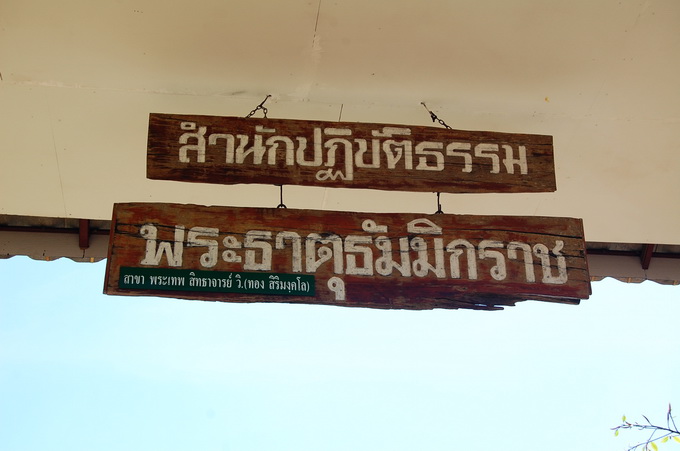 สำนักปฏิบัติธรรม
พระธาตุธัมมิกราช
สาขา พระเทพ สิทธาจารย์ วิ.(ทอง สิริมงฺคโล)